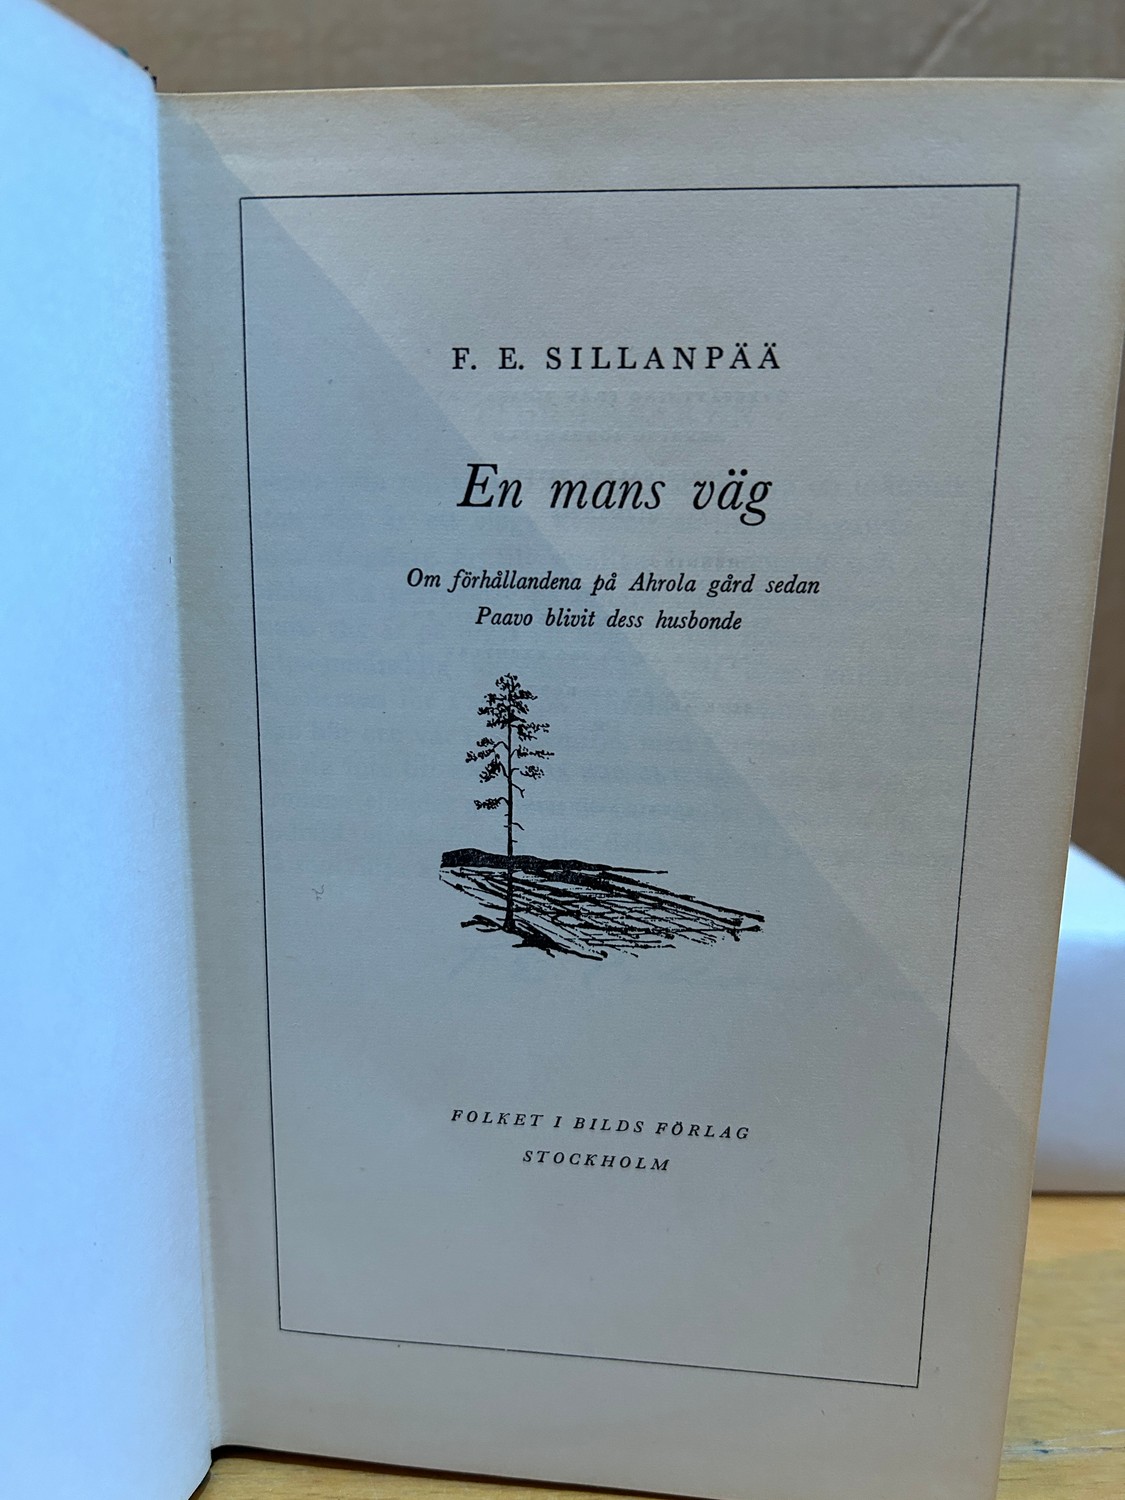 F. E. SILLANPÄÄ
En mans väg
Om förhållandena på Ahrola gård sedan
Paavo blivit dess husbonde
FOLKET I BILDS FÖRLAG
STOCKHOLM